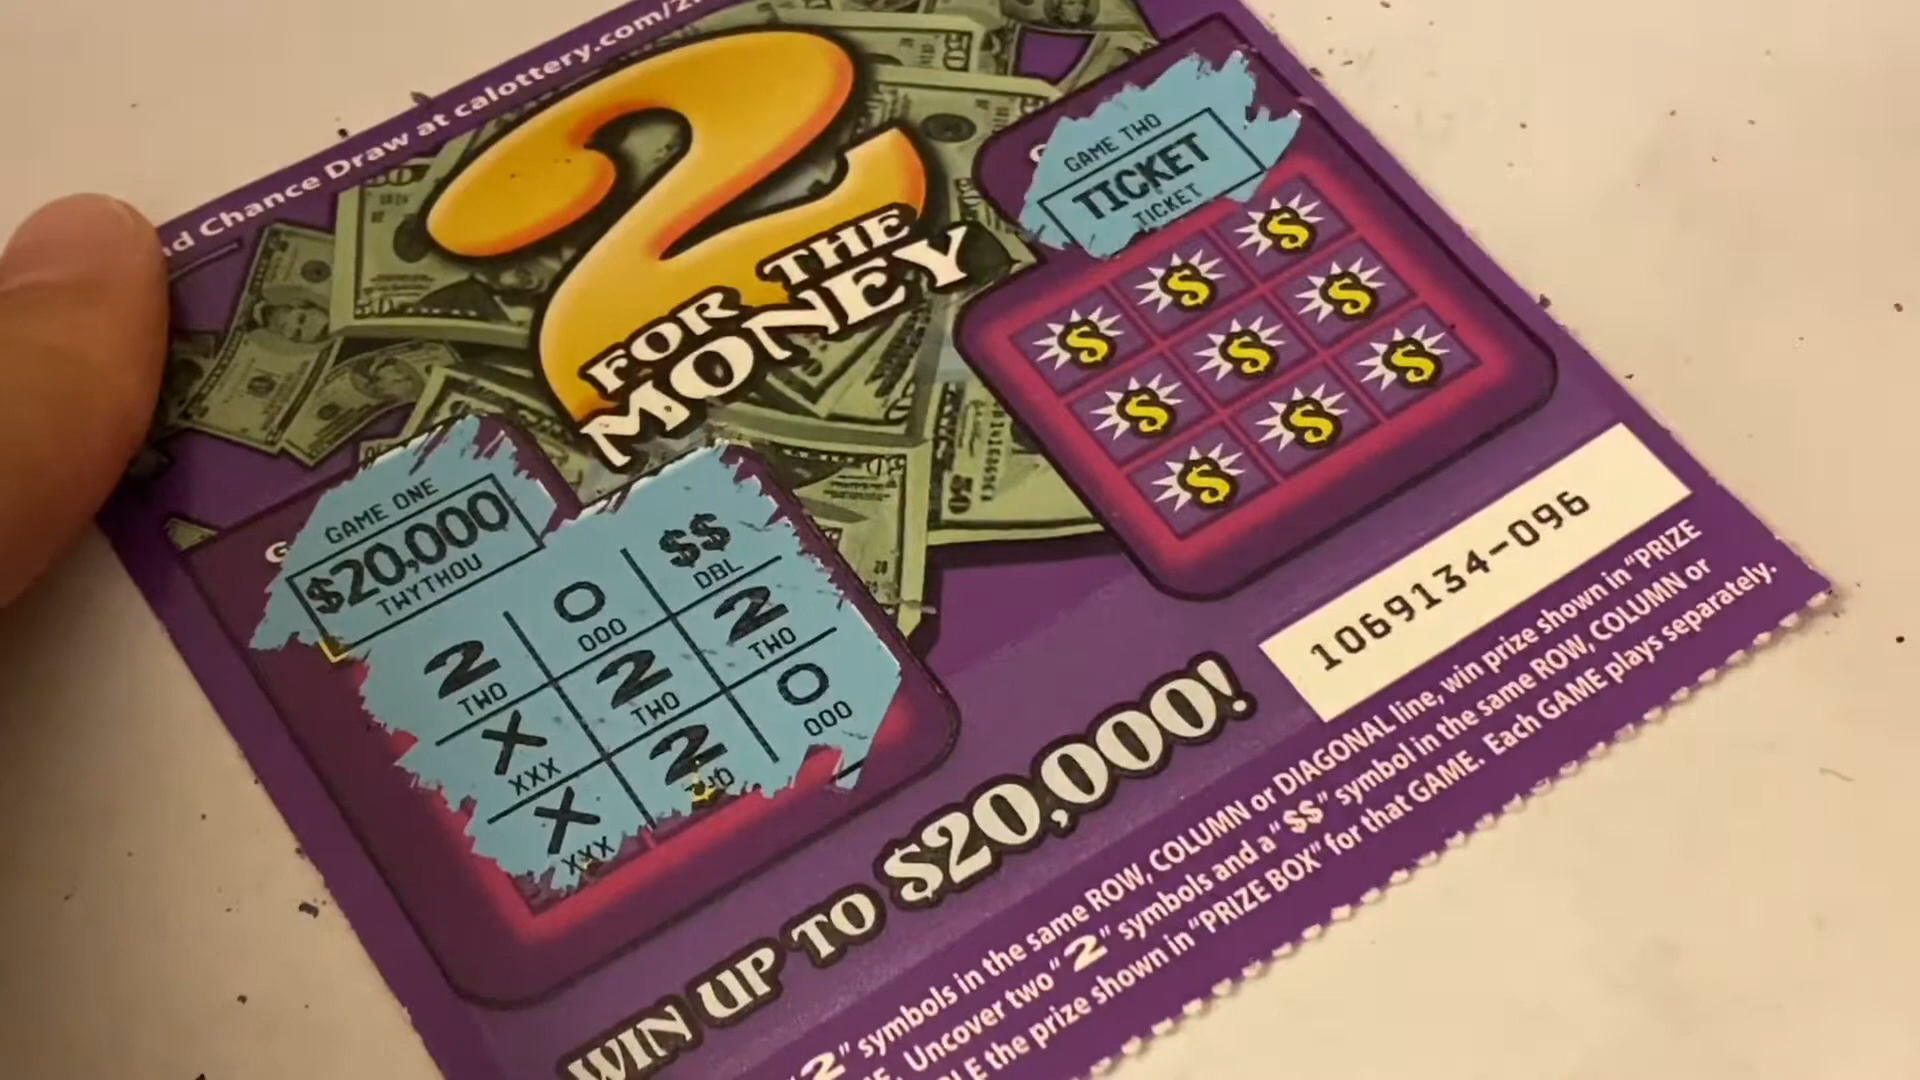 nd Chance Draw at calottery.com/2
2
FOR THE
MONEY
GAME TWO
TICKET
TICKET
GAME ONE
$20,000
TWYTHOU
2 O $$
TWO 000 DBL
X 2 2
XXX TWO TWO
X 2 O
XXX TWO 000
1069134-096
WIN UP TO $20,000!
"2" symbols in the same ROW, COLUMN or DIAGONAL line, win prize shown in "PRIZE
Uncover two "2" symbols and a "$$" symbol in the same ROW, COLUMN or
the prize shown in "PRIZE BOX" for that GAME. Each GAME plays separately.